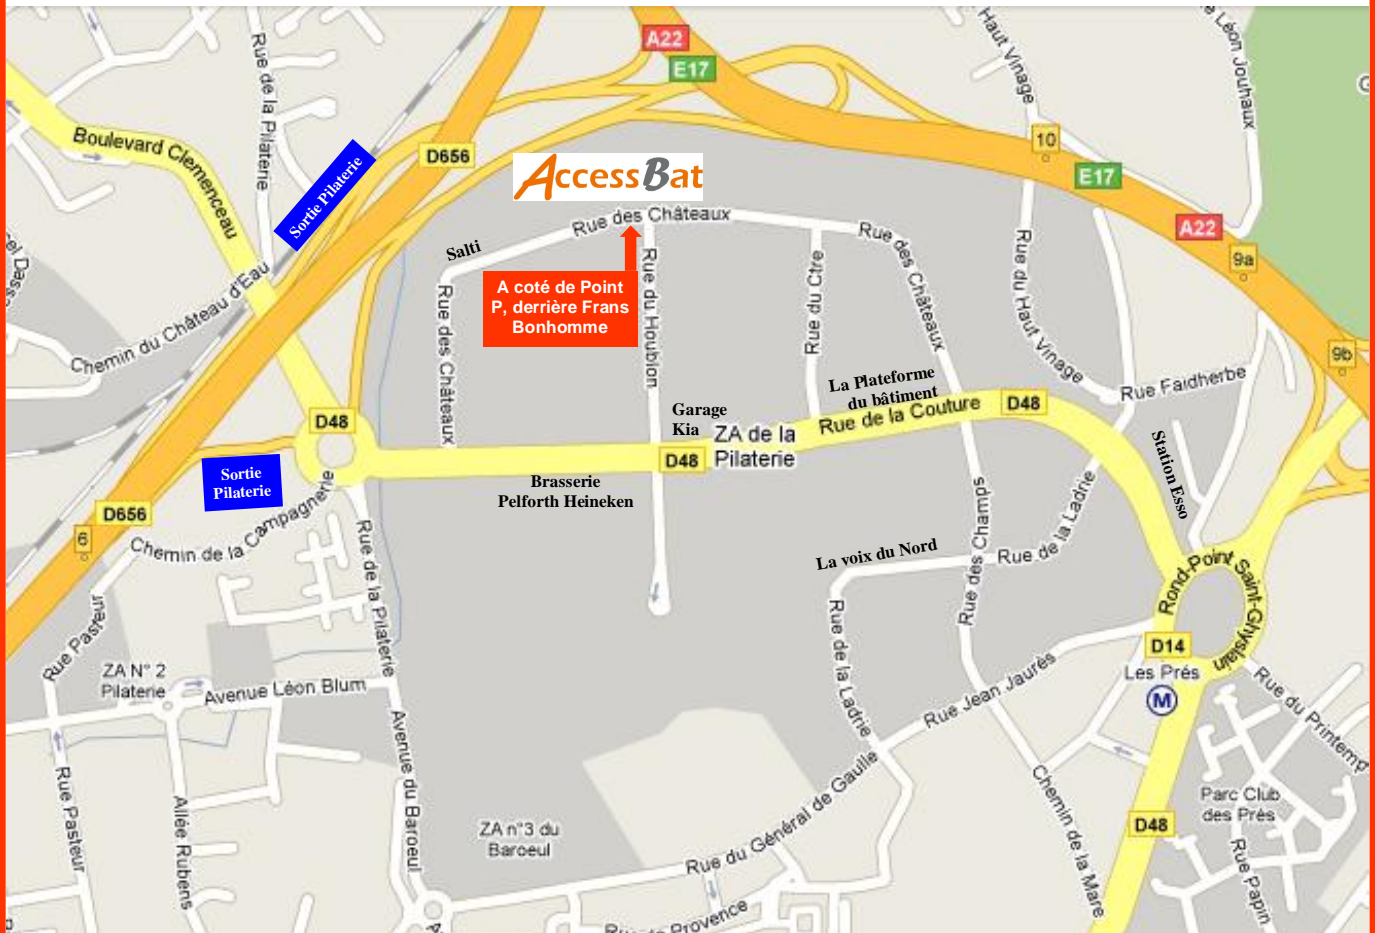 Haut Vinage
Léon Jouhaux
A22
E17
Rue de la Pilaterie
Boulevard Clemenceau
Sortie Pilaterie
D656
10
E17
AccessBat
A22
9a
Rue des Châteaux
Salti
Rue des Châteaux
A coté de Point
P, derrière Frans
Bonhomme
Rue du Houblon
Rue du Ctre
Rue des Châteaux
Rue du Haut Vinage
Chemin du Château d'Eau
9b
Rue Faidherbe
La Plateforme
du bâtiment
Rue de la Couture
D48
D48
Garage
Kia
ZA de la
Pilaterie
D48
Station Esso
Sortie
Pilaterie
Brasserie
Pelforth Heineken
D656
6
Chemin de la Campagnerie
Rue de la Pilaterie
Rue des Champs
Rue de la Ladrie
La voix du Nord
Rond-Point Saint-Ghyslain
Rue Pasteur
Rue de la Ladrie
D14
Les Prés
M
ZA N° 2
Pilaterie
Avenue Léon Blum
Rue Jean Jaurès
Rue du Printemp
Avenue du Baroeul
Rue Pasteur
Allée Rubens
Chemin de la Mare
Parc Club
des Prés
D48
ZA n°3 du
Baroeul
Rue du Général de Gaulle
Rue Papin
Rue de Provence